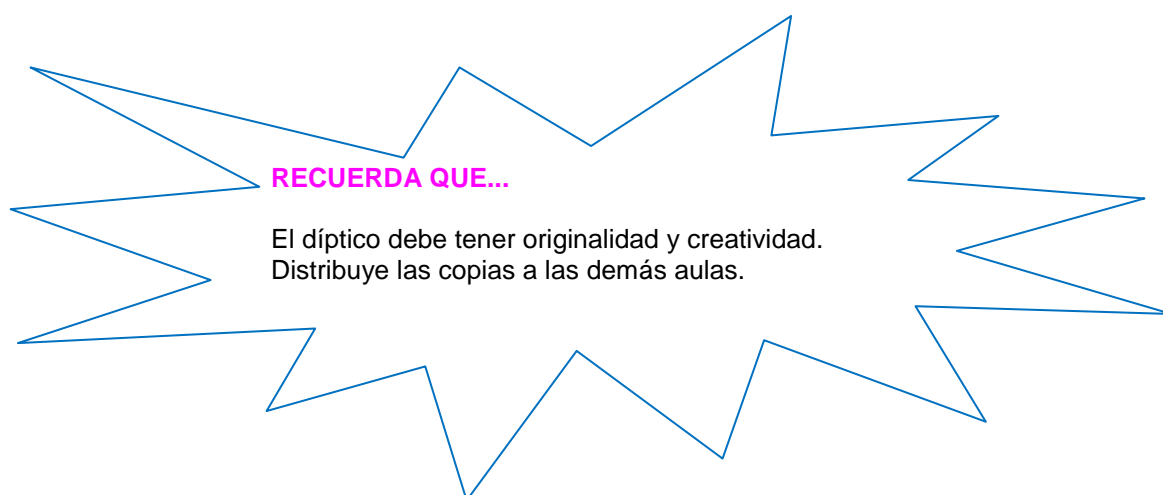 RECUERDA QUE...
El díptico debe tener originalidad y creatividad.
Distribuye las copias a las demás aulas.